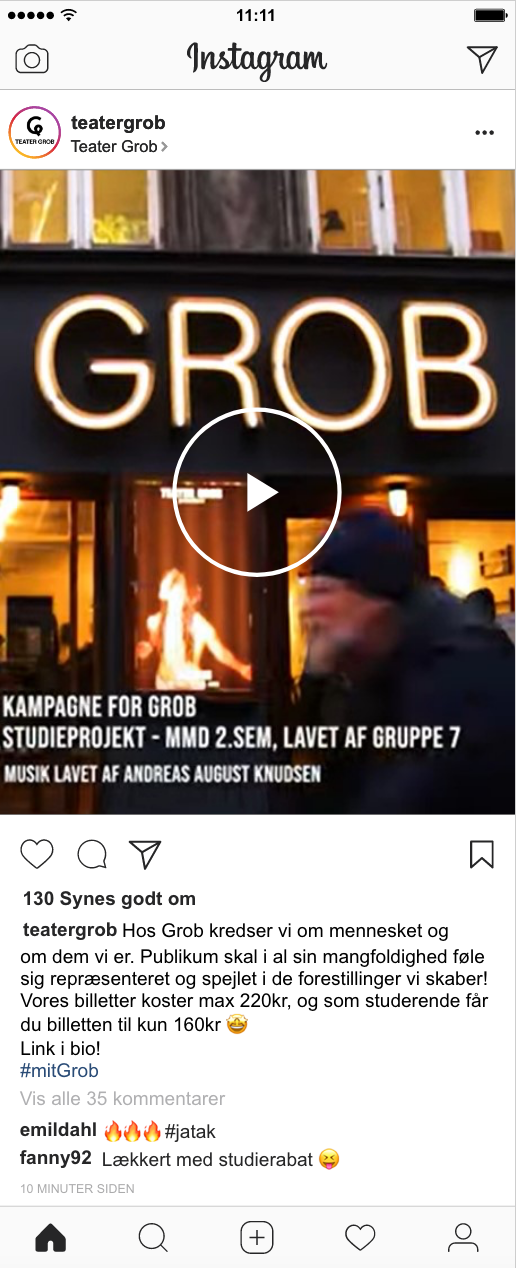 11:11
Instagram
TEATER GROB
teatergrob
Teater Grob
GROB
TEATER GROB
KAMPAGNE FOR GROB
STUDIEPROJEKT - MMD 2.SEM, LAVET AF GRUPPE 7
MUSIK LAVET AF ANDREAS AUGUST KNUDSEN
130 Synes godt om
teatergrob Hos Grob kredser vi om mennesket og
om dem vi er. Publikum skal i al sin mangfoldighed føle
sig repræsenteret og spejlet i de forestillinger vi skaber!
Vores billetter koster max 220kr, og som studerende får
du billetten til kun 160kr 🤩
Link i bio!
#mitGrob
Vis alle 35 kommentarer
emildahl 🔥🔥🔥#jatak
fanny92 Lækkert med studierabat 😝
10 MINUTER SIDEN